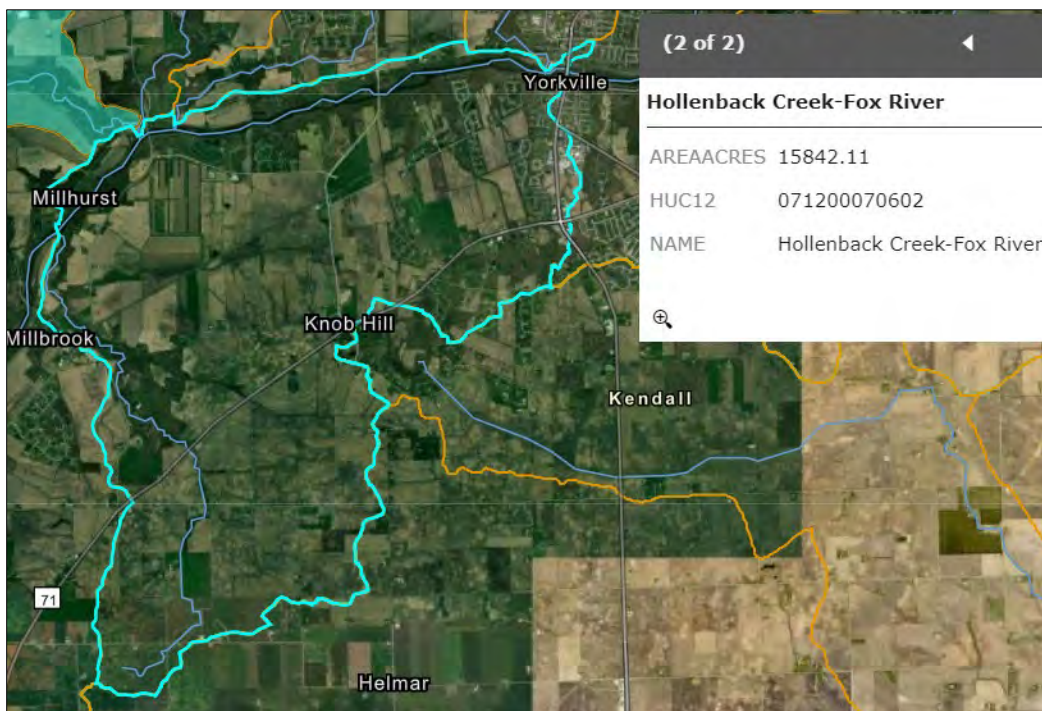 (2 of 2)
Hollenback Creek-Fox River
AREAACRES 15842.11
HUC12 071200070602
NAME Hollenback Creek-Fox River
Yorkville
Millhurst
Knob Hill
Millbrook
Kendall
71
Helmar